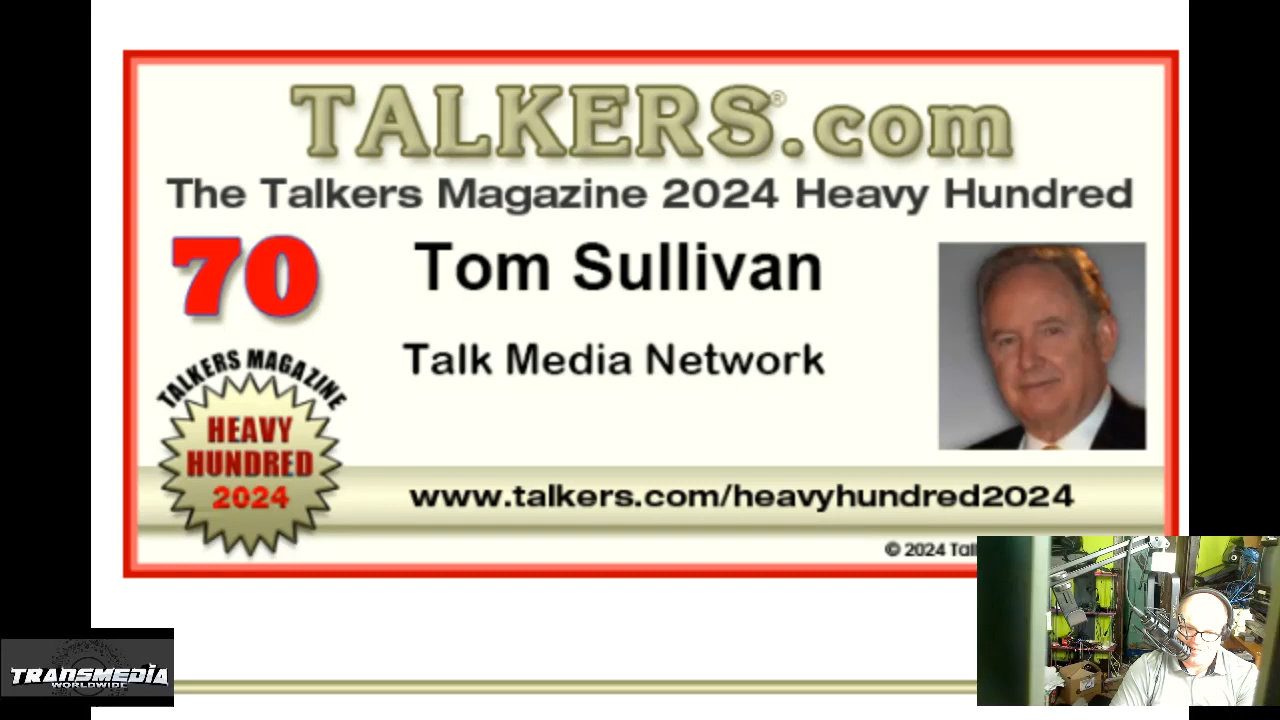 TALKERS®.com
The Talkers Magazine 2024 Heavy Hundred
70
Tom Sullivan
Talk Media Network
TALKERS MAGAZINE
HEAVY
HUNDRED
2024
www.talkers.com/heavyhundred2024
© 2024
TRANSMEDIA
WORLDWIDE